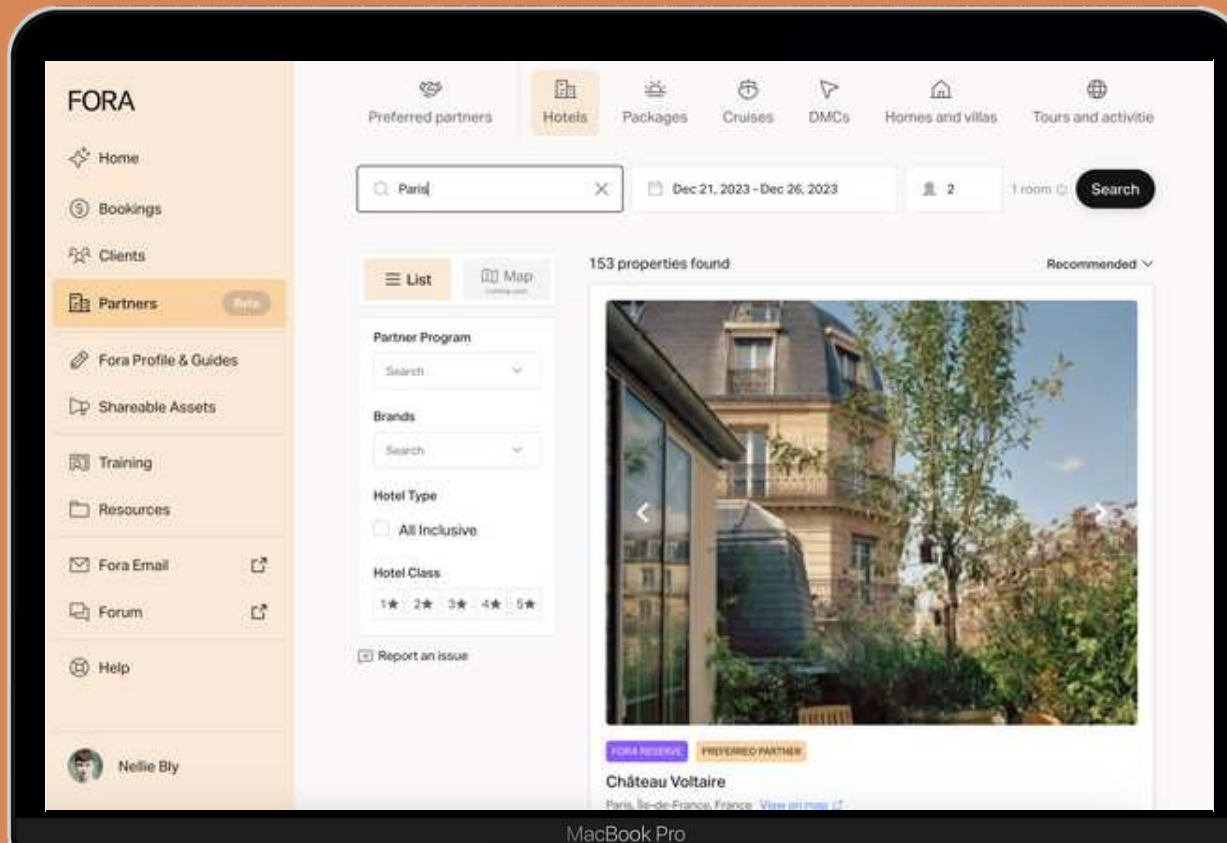 FORA
Home
Bookings
Clients
Partners
Beta
Fora Profile & Guides
Shareable Assets
Training
Resources
Fora Email
Forum
Help
Nellie Bly
Preferred partners
Hotels
Packages
Cruises
DMCs
Homes and villas
Tours and activitie
Paris
Dec 21, 2023 - Dec 26, 2023
2
1 room
Search
List
Map
coming soon
153 properties found
Recommended
Partner Program
Search
Brands
Search
Hotel Type
All Inclusive
Hotel Class
1★ 2★ 3★ 4★ 5★
Report an issue
FORA RESERVE
PREFERRED PARTNER
Château Voltaire
Paris, Île-de-France, France View on map
MacBook Pro